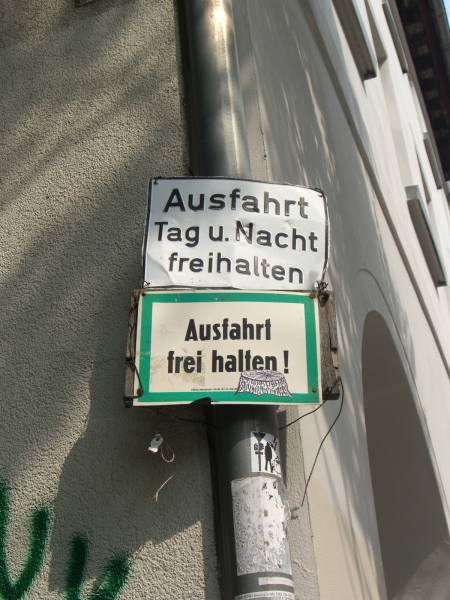 Ausfahrt
Tag u. Nacht
freihalten
Ausfahrt
frei halten !